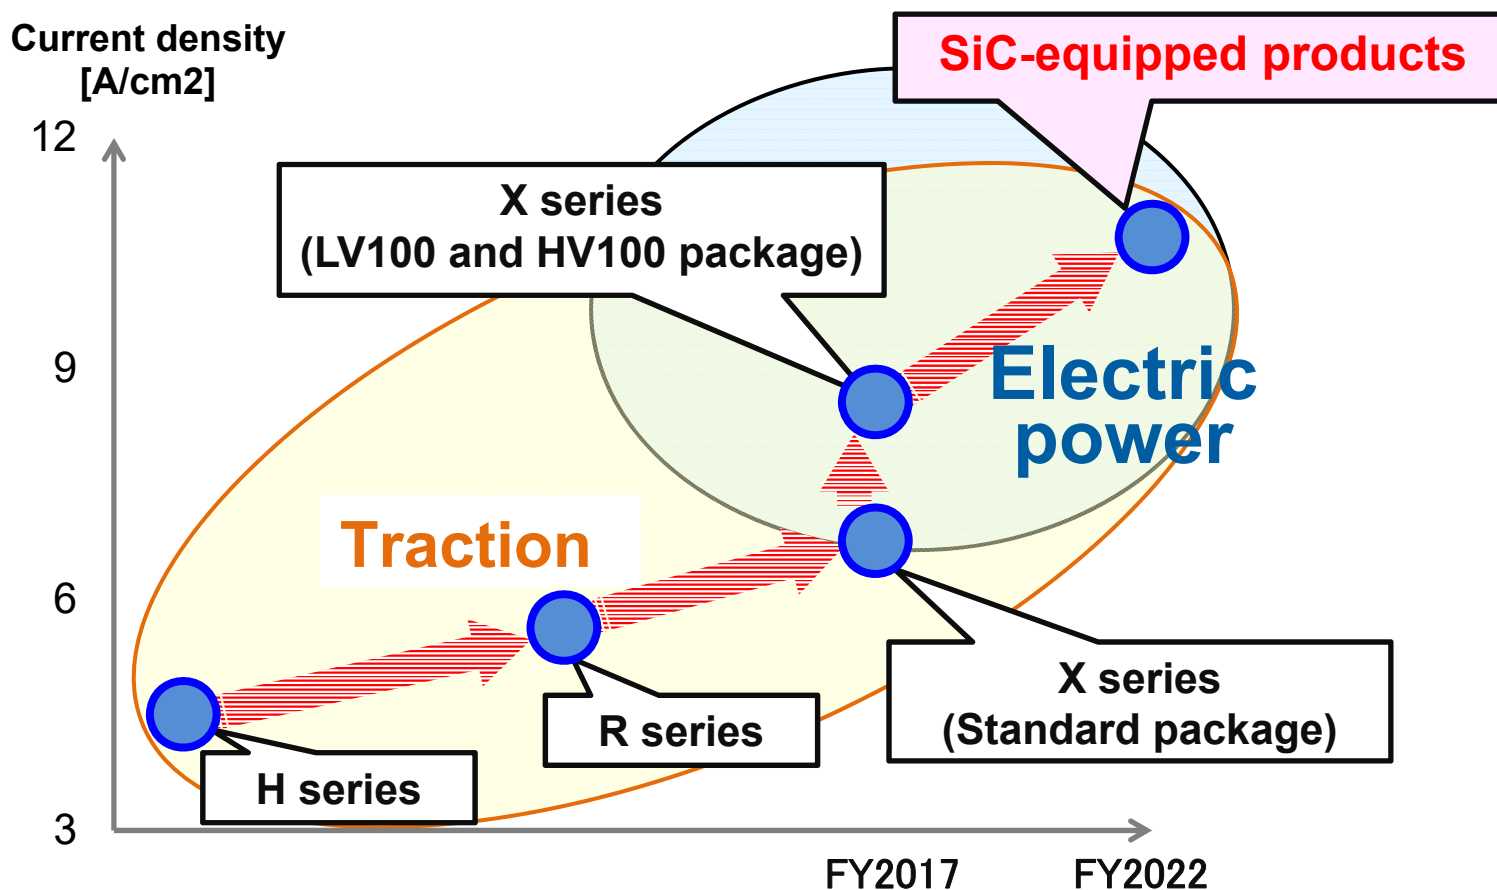 Current density
[A/cm2]
SiC-equipped products
12
X series
(LV100 and HV100 package)
9
Electric
power
Traction
6
X series
(Standard package)
R series
H series
3
FY2017
FY2022